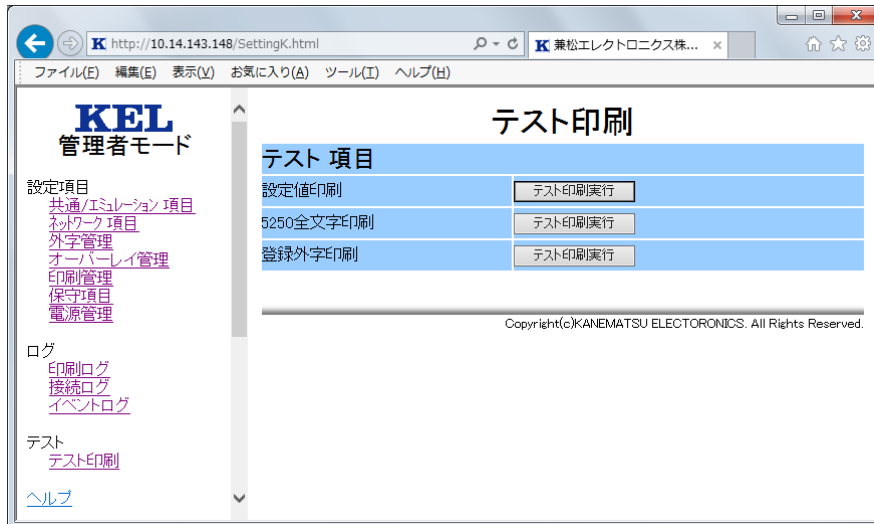 http://10.14.143.148/SettingK.html
兼松エレクトロニクス株...
ファイル(F) 編集(E) 表示(V) お気に入り(A) ツール(T) ヘルプ(H)
KEL
管理者モード
設定項目
共通/エミュレーション 項目
ネットワーク 項目
外字管理
オーバーレイ管理
印刷管理
保守項目
電源管理
ログ
印刷ログ
接続ログ
イベントログ
テスト
テスト印刷
ヘルプ
テスト印刷
テスト 項目
設定値印刷 テスト印刷実行
5250全文字印刷 テスト印刷実行
登録外字印刷 テスト印刷実行
Copyright(c)KANEMATSU ELECTORONICS. All Rights Reserved.